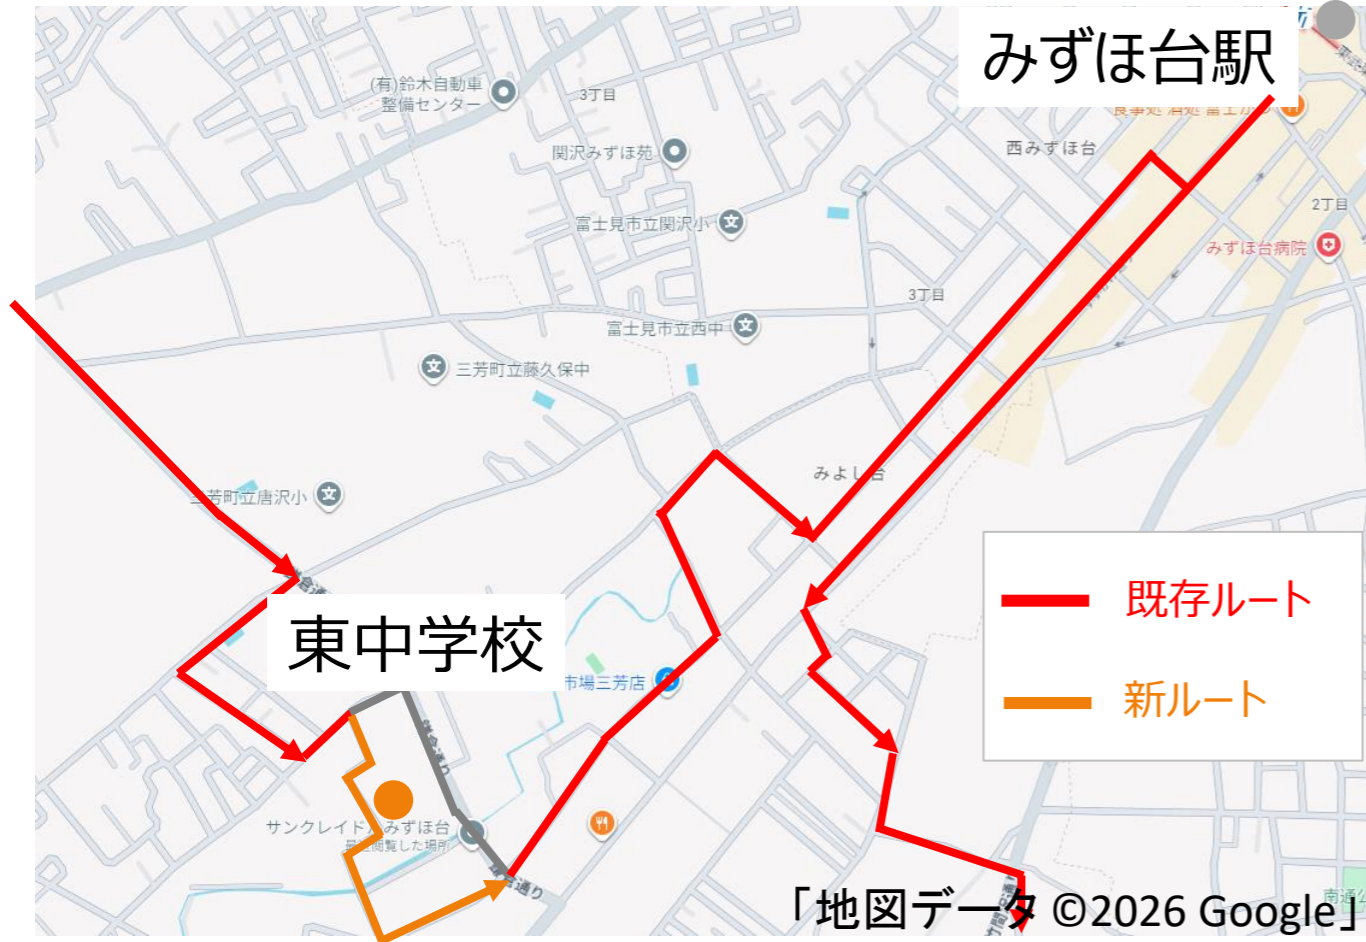 みずほ台駅
(有)鈴木自動車
整備センター
3丁目
関沢みずほ苑
西みずほ台
2丁目
富士見市立関沢小
みずほ台病院
3丁目
富士見市立西中
三芳町立藤久保中
みよし台
三芳町立唐沢小
東中学校
既存ルート
市場三芳店
新ルート
サンクレイド
みずほ台
最近閲覧した場所
南通公
「地図データ ©2026 Google」